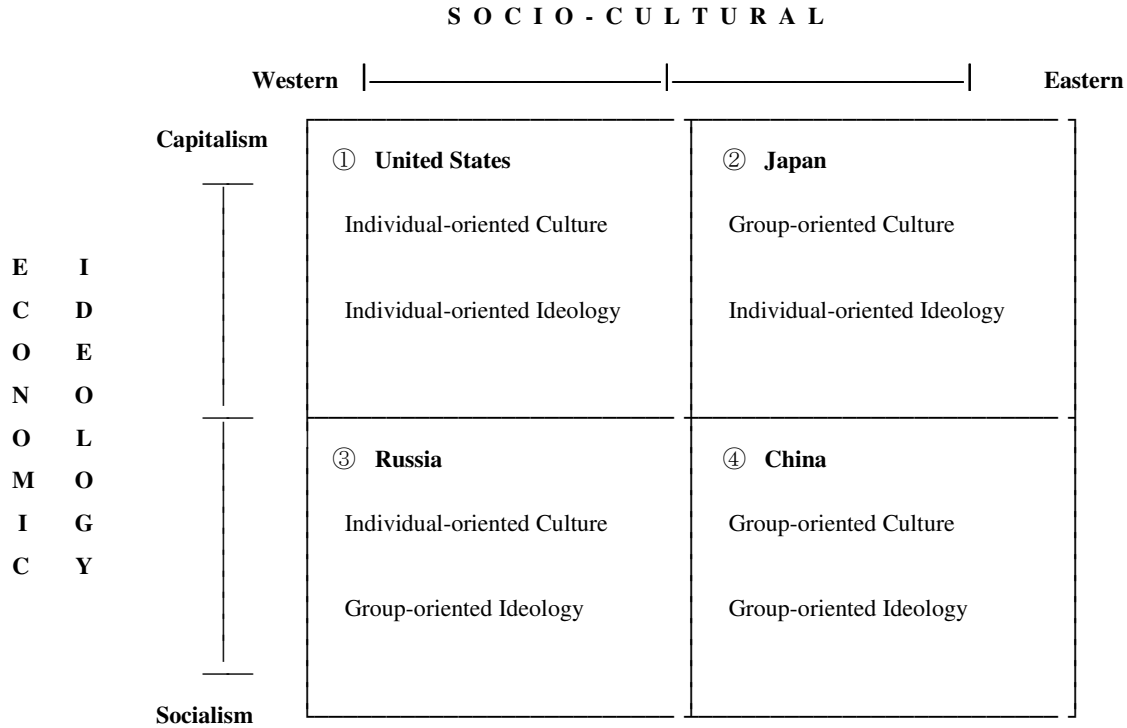 S O C I O - C U L T U R A L
Western Eastern
Capitalism
① United States
Individual-oriented Culture
Individual-oriented Ideology
② Japan
Group-oriented Culture
Individual-oriented Ideology
E C O N O M I C
I D E O L O G Y
③ Russia
Individual-oriented Culture
Group-oriented Ideology
④ China
Group-oriented Culture
Group-oriented Ideology
Socialism